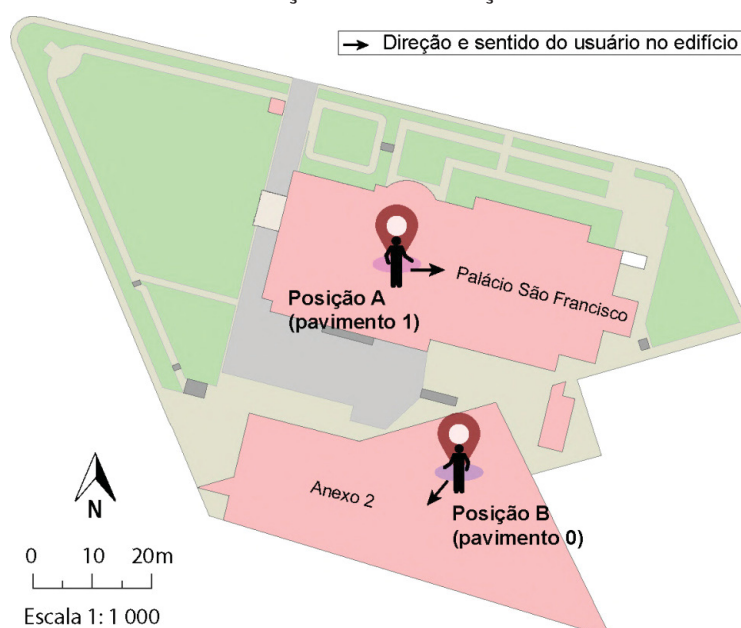 Direção e sentido do usuário no edifício
Posição A
(pavimento 1)
Palácio São Francisco
Anexo 2
Posição B
(pavimento 0)
N
0 10 20m
Escala 1: 1 000